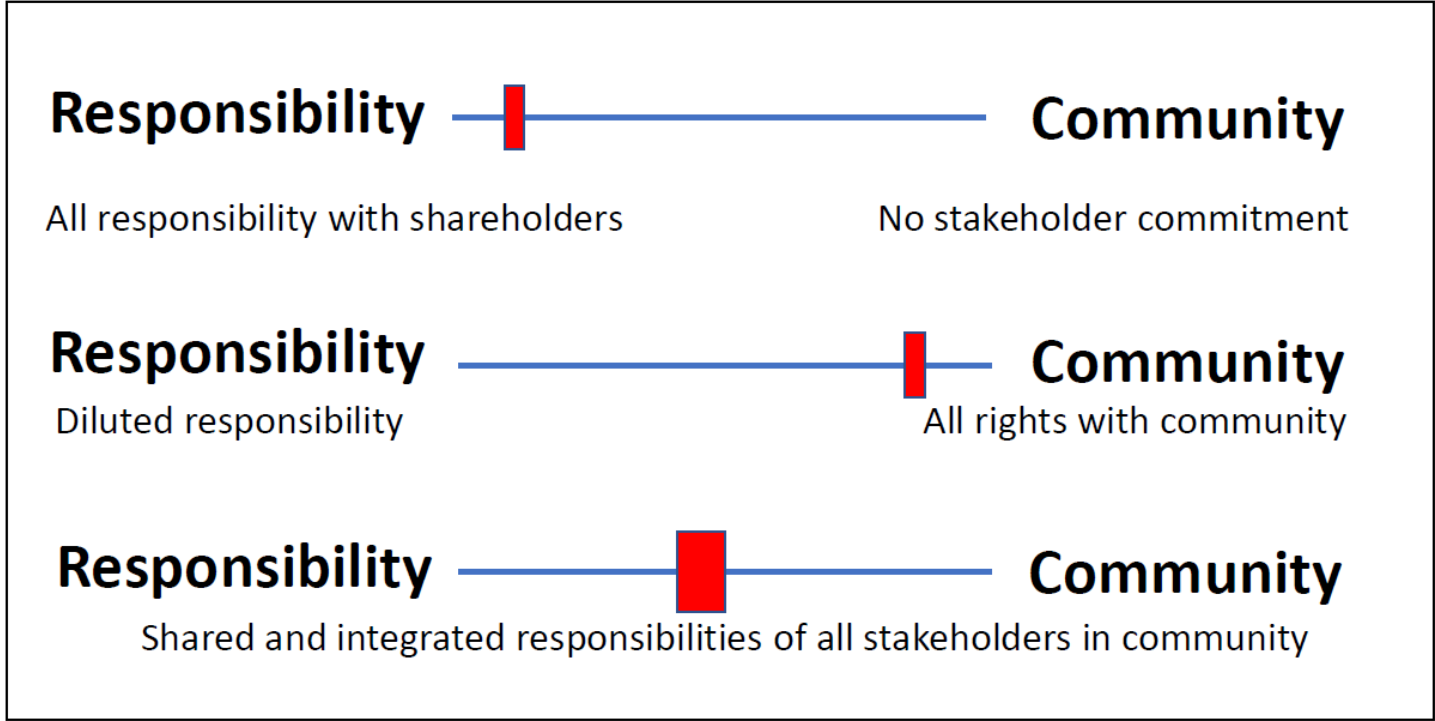 Responsibility Community
All responsibility with shareholders No stakeholder commitment
Responsibility Community
Diluted responsibility All rights with community
Responsibility Community
Shared and integrated responsibilities of all stakeholders in community